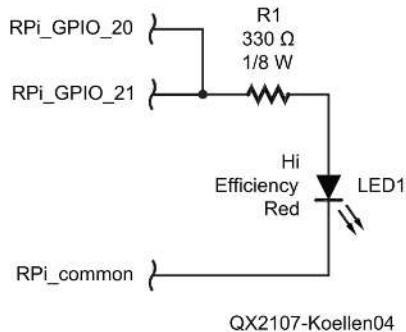 R1
330 Ω
1/8 W
RPi_GPIO_20
RPi_GPIO_21
Hi
Efficiency
Red
LED1
RPi_common
QX2107-Koellen04